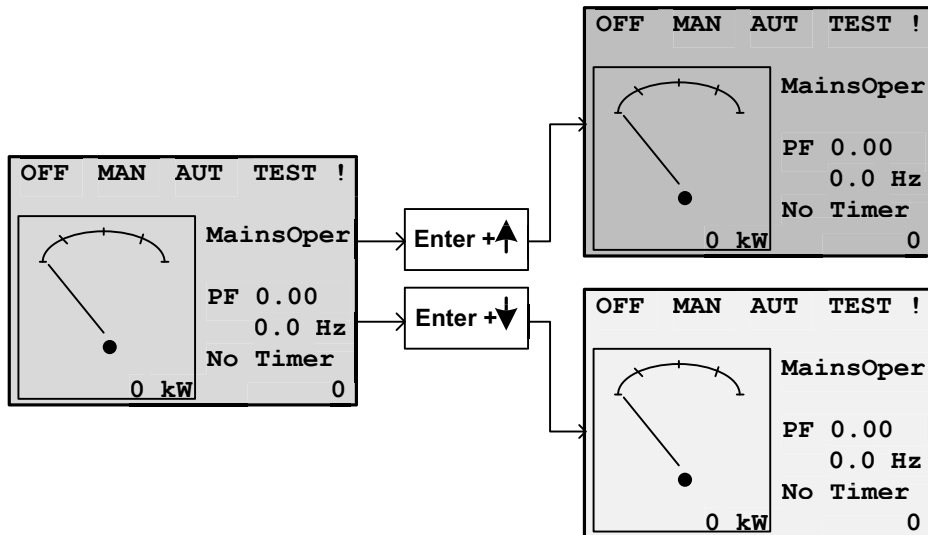 OFF MAN AUT TEST !
MainsOper
PF 0.00
0.0 Hz
No Timer
0 kW 0
Enter +
Enter +
OFF MAN AUT TEST !
MainsOper
PF 0.00
0.0 Hz
No Timer
0 kW 0
OFF MAN AUT TEST !
MainsOper
PF 0.00
0.0 Hz
No Timer
0 kW 0